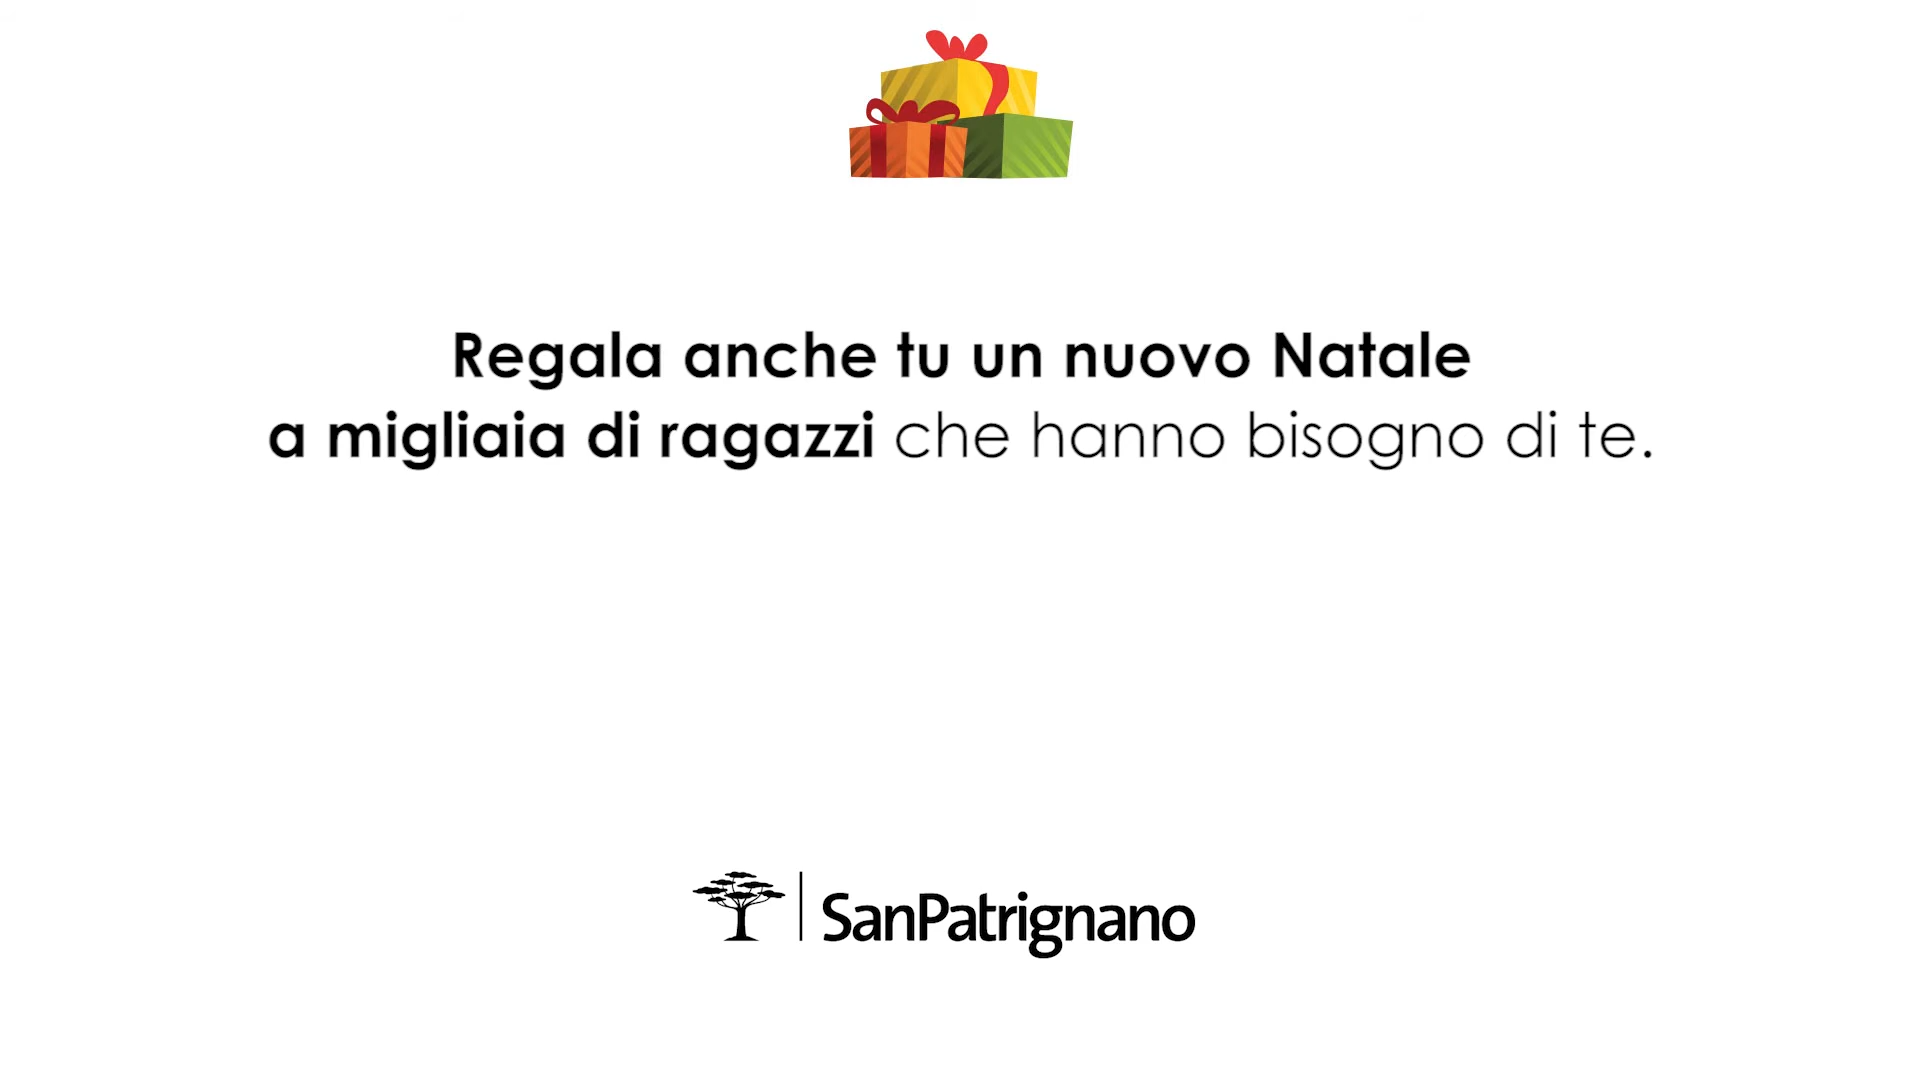 Regala anche tu un nuovo Natale
a migliaia di ragazzi che hanno bisogno di te.
SanPatrignano